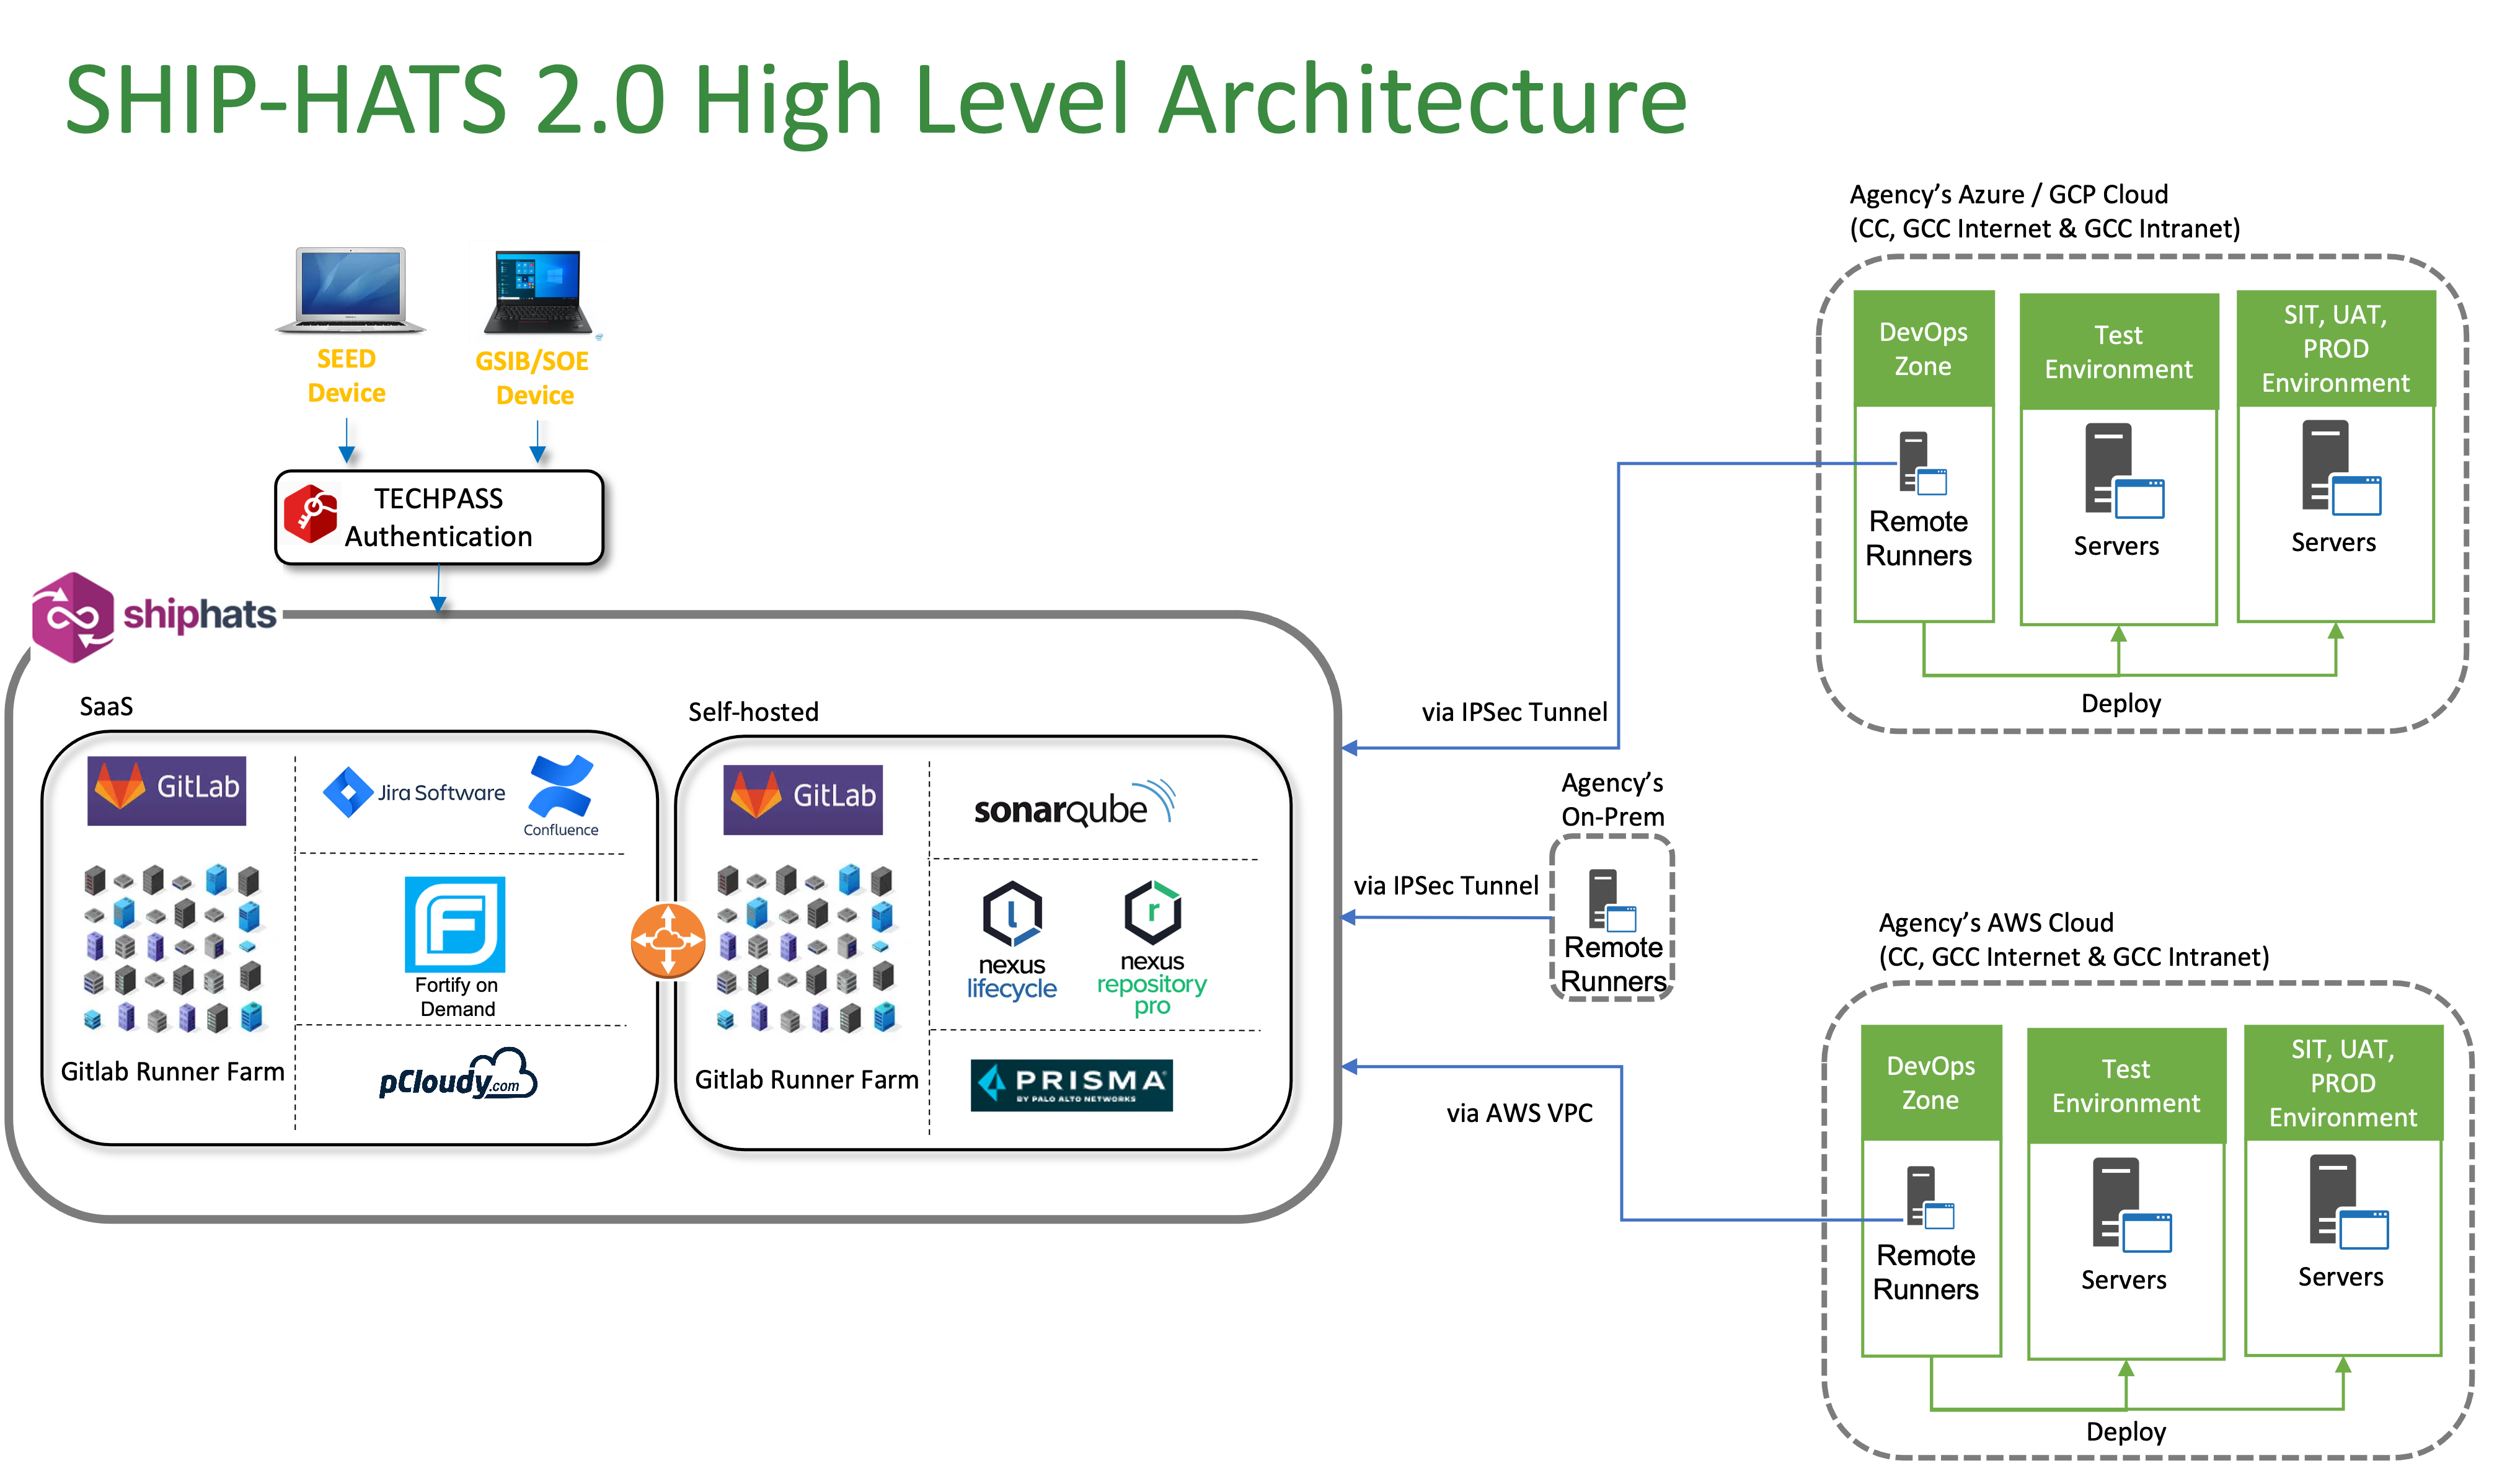 SHIP-HATS 2.0 High Level Architecture
SEED
Device
GSIB/SOE
Device
TECHPASS
Authentication
shiphats
SaaS
GitLab
Jira Software
Confluence
Fortify on
Demand
Gitlab Runner Farm
pCloudy.com
Self-hosted
GitLab
sonarqube
nexus
lifecycle
nexus
repository
pro
Gitlab Runner Farm
PRISMA
BY PALO ALTO NETWORKS
via IPSec Tunnel
via IPSec Tunnel
via AWS VPC
Agency's
On-Prem
Remote
Runners
Agency's Azure / GCP Cloud
(CC, GCC Internet & GCC Intranet)
DevOps
Zone
Remote
Runners
Test
Environment
Servers
SIT, UAT,
PROD
Environment
Servers
Deploy
Agency's AWS Cloud
(CC, GCC Internet & GCC Intranet)
DevOps
Zone
Remote
Runners
Test
Environment
Servers
SIT, UAT,
PROD
Environment
Servers
Deploy